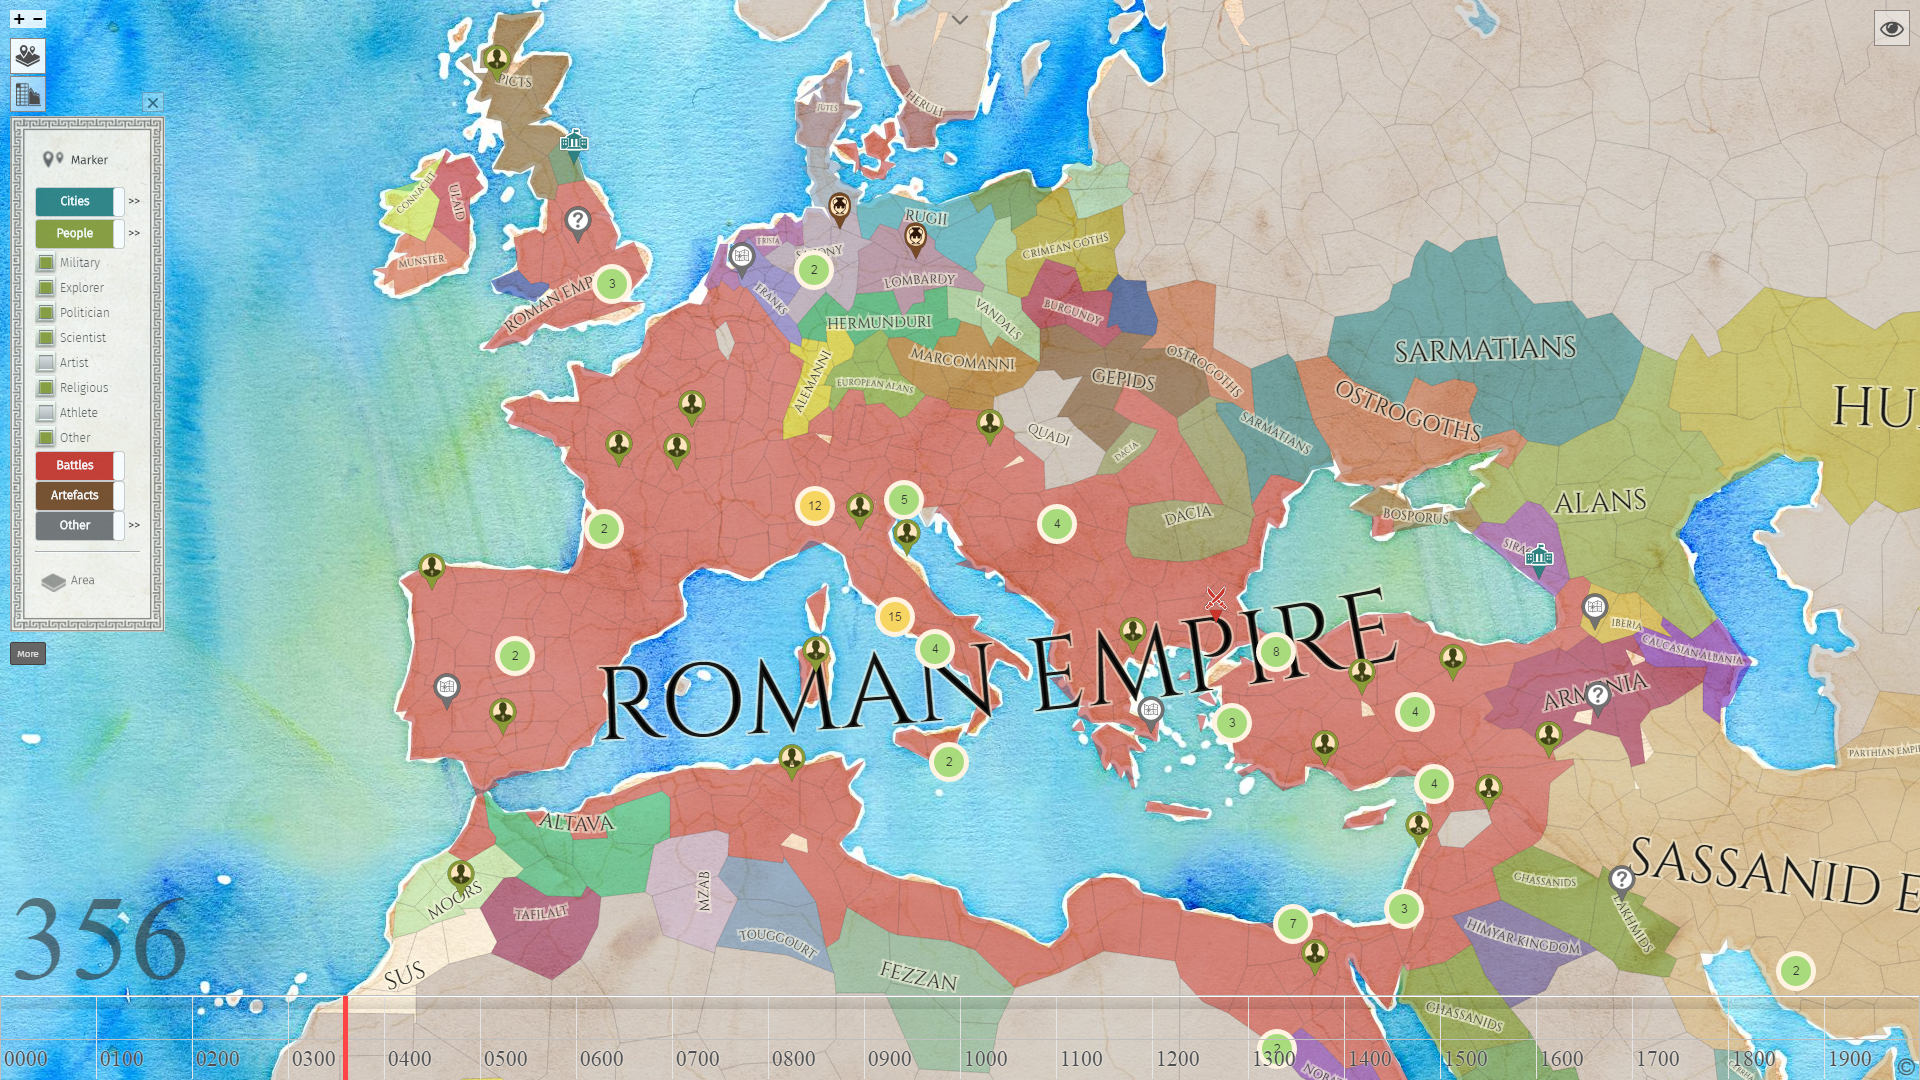 + −
Marker
Cities >>
People >>
Military
Explorer
Politician
Scientist
Artist
Religious
Athlete
Other
Battles
Artefacts
Other >>
Area
More
PICTS
CONNACHT
ULAID
MUNSTER
ROMAN EMP
3
JUTES
HERULI
FRISIA
2
FRANKS
RUGII
LOMBARDY
CRIMEAN GOTHS
HERMUNDURI
VANDALS
BURGUNDY
ALEMANNI
EUROPEAN ALANS
MARCOMANNI
GEPIDS
OSTROGOTHS
QUADI
DACIA
SARMATIANS
SARMATIANS
OSTROGOTHS
HU
ALANS
DACIA
BOSPORUS
12
5
4
2
15
4
2
ROMAN EMPIRE
8
IBERIA
CAUCASIAN ALBANIA
ARMENIA
3
4
2
4
PARTHIAN EMPI
ALTAVA
MOORS
TAFILALT
MZAB
TOUGGOURT
SUS
FEZZAN
GHASSANIDS
LAKHMIDS
SASSANID E
HIMYAR KINGDOM
7
3
2
GHASSANIDS
2
356
0000 0100 0200 0300 0400 0500 0600 0700 0800 0900 1000 1100 1200 1300 1400 1500 1600 1700 1800 1900
©